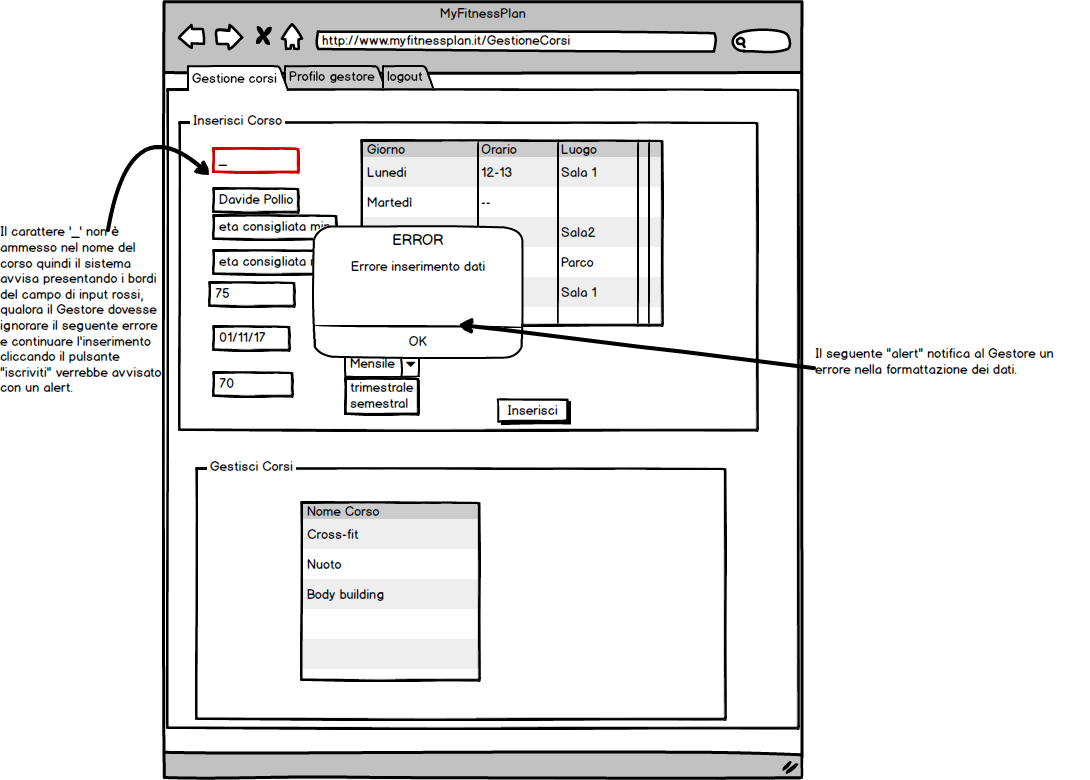 MyFitnessPlan
http://www.myfitnessplan.it/GestioneCorsi
Gestione corsi
Profilo gestore
logout
Inserisci Corso
_
Davide Pollio
eta consigliata min
eta consigliata
75
01/11/17
70
Giorno Orario Luogo
Lunedi 12-13 Sala 1
Martedì -- 
Sala2
Parco
Sala 1
ERROR
Errore inserimento dati
OK
Mensile
trimestrale
semestral
Inserisci
Gestisci Corsi
Nome Corso
Cross-fit
Nuoto
Body building
Il carattere '_' non è
ammesso nel nome del
corso quindi il sistema
avvisa presentando i bordi
del campo di input rossi,
qualora il Gestore dovesse
ignorare il seguente errore
e continuare l'inserimento
cliccando il pulsante
"iscriviti" verrebbe avvisato
con un alert.
Il seguente "alert" notifica al Gestore un
errore nella formattazione dei dati.